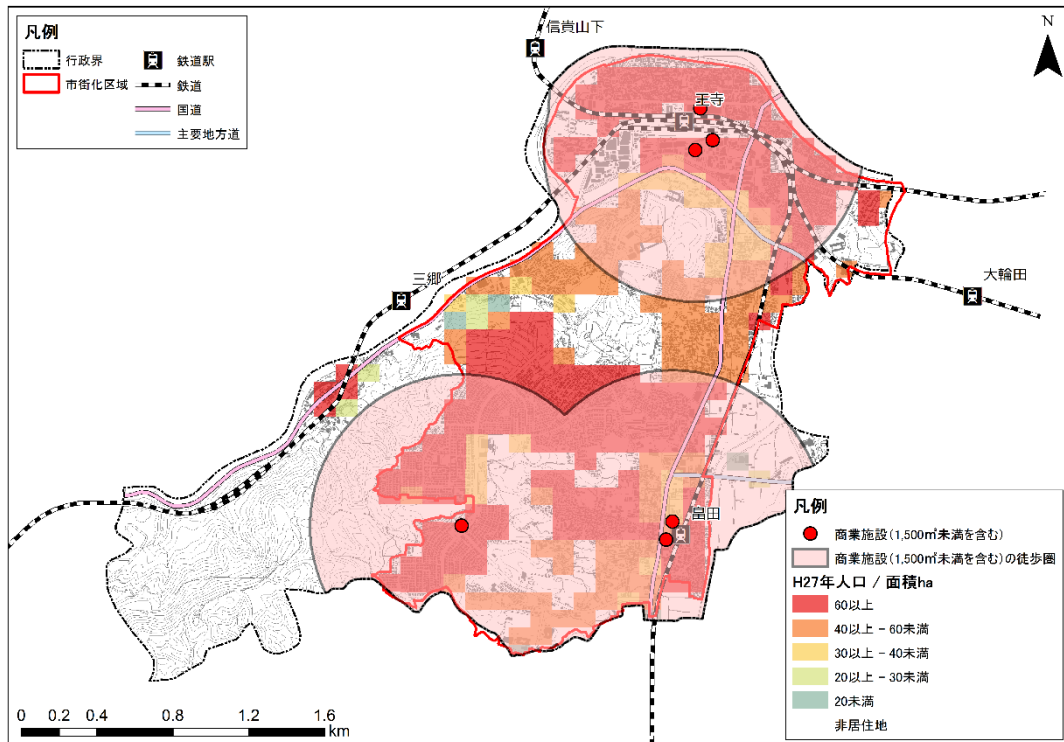 凡例
行政界
市街化区域
鉄道駅
鉄道
国道
主要地方道
信貴山下
N
王寺
三郷
大輪田
畠田
凡例
商業施設(1,500㎡未満を含む)
商業施設(1,500㎡未満を含む)の徒歩圏
H27年人口 / 面積ha
60以上
40以上 - 60未満
30以上 - 40未満
20以上 - 30未満
20未満
非居住地
0 0.2 0.4 0.8 1.2 1.6
km